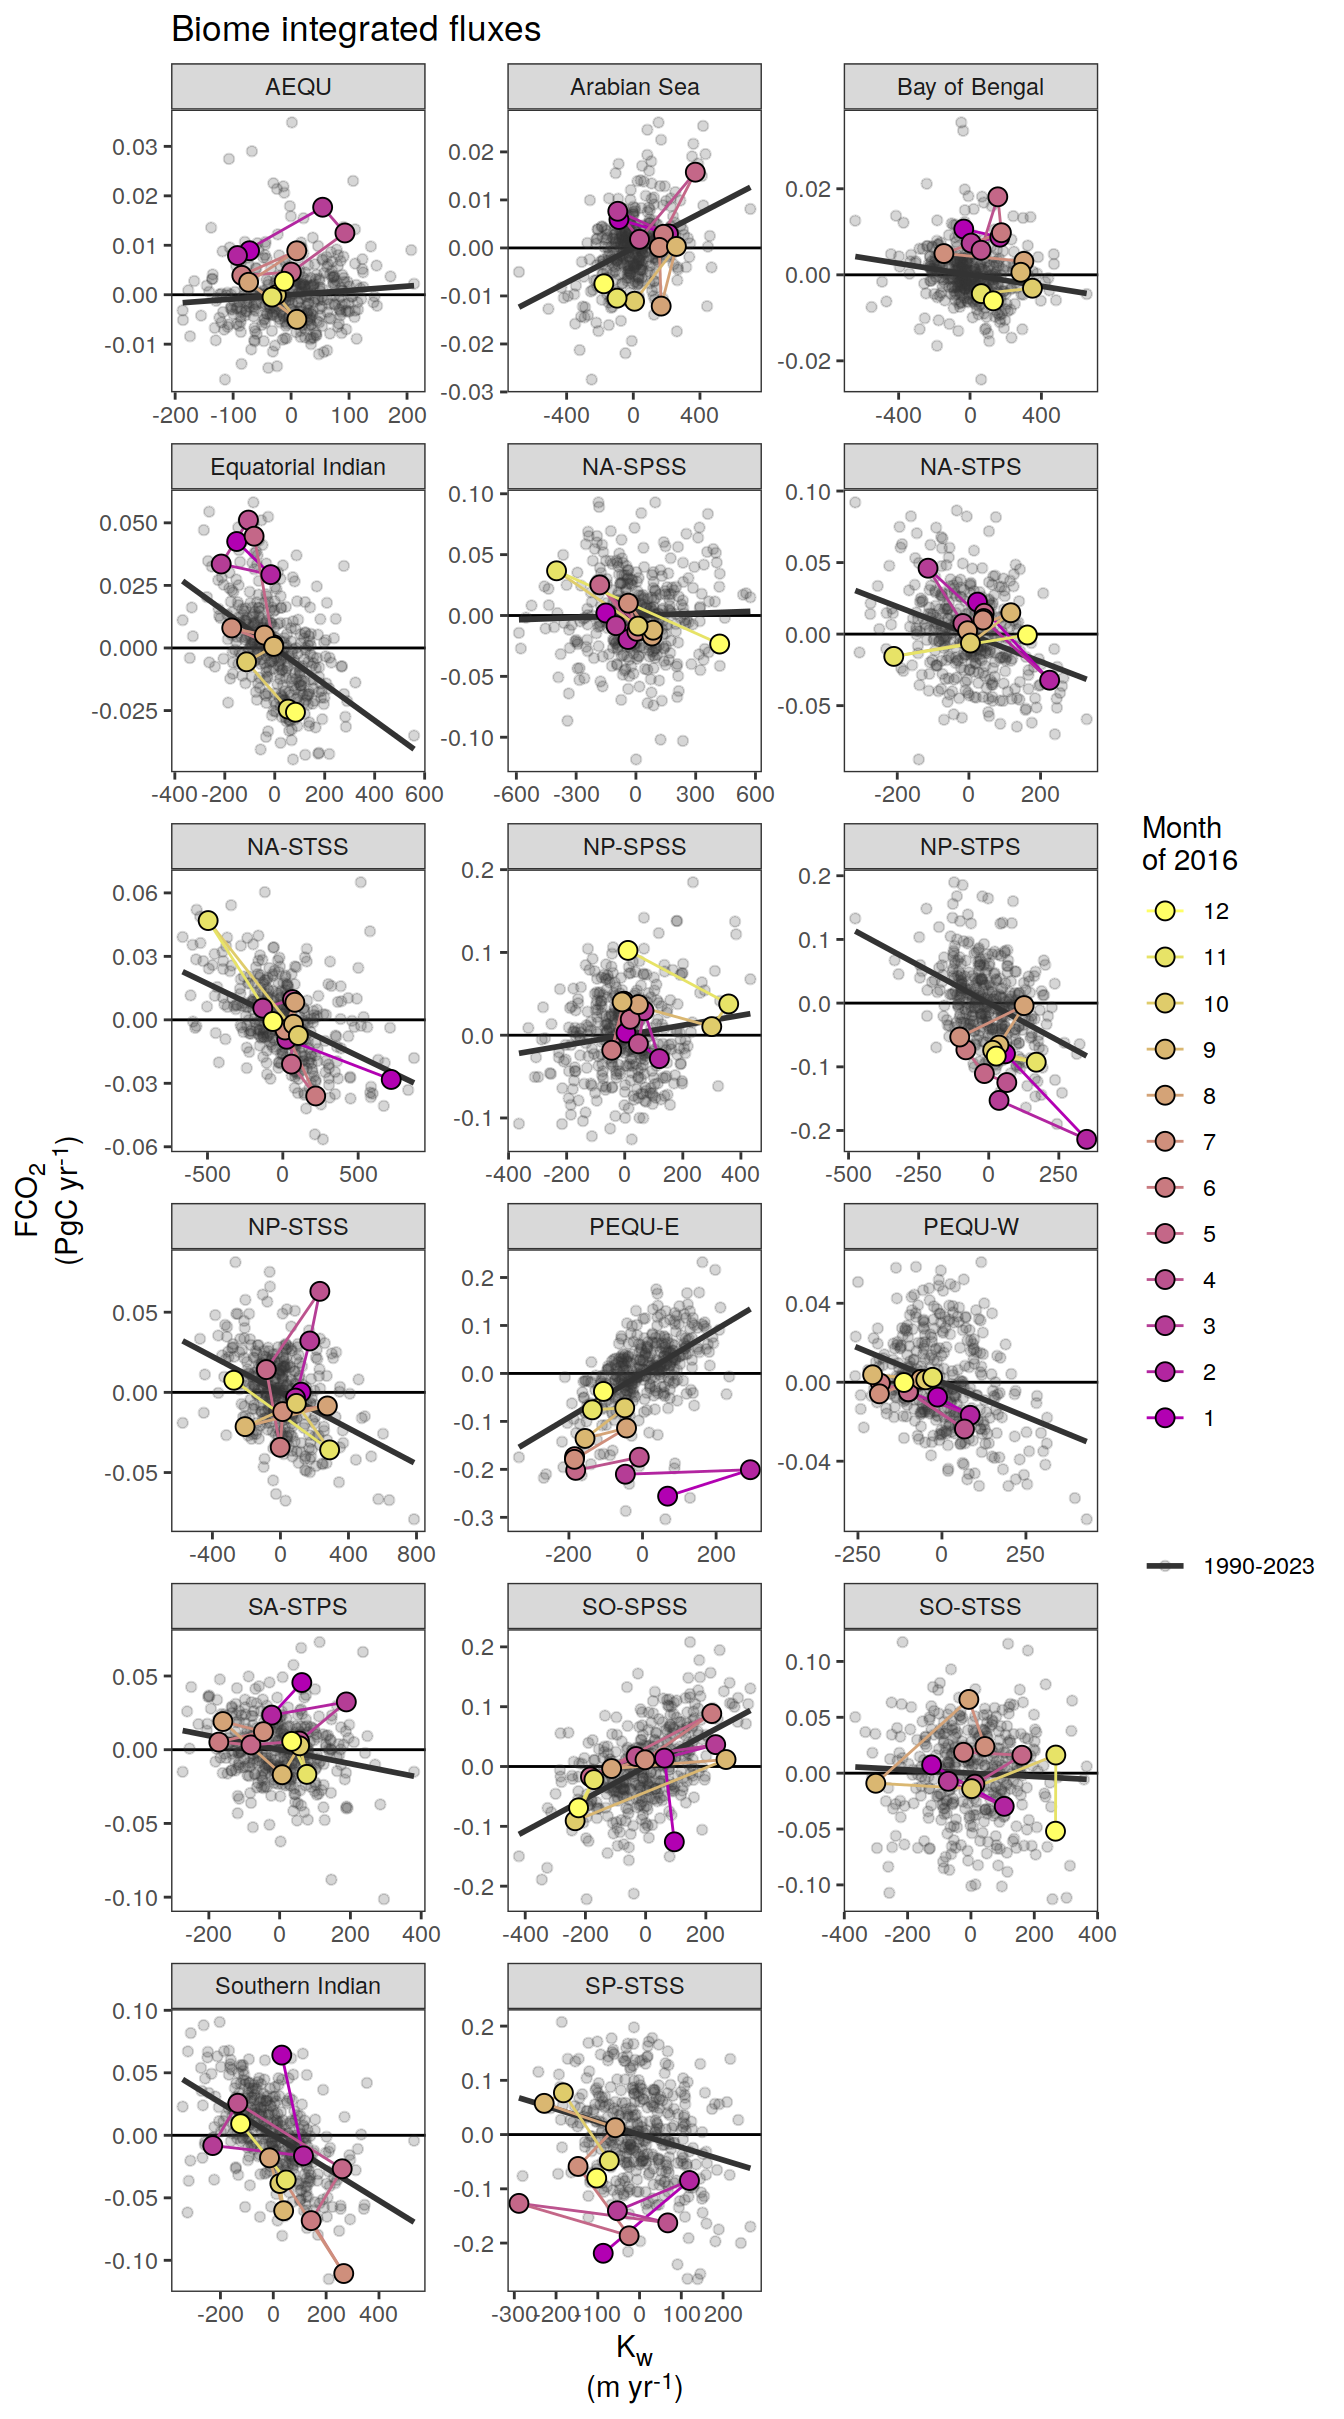 Biome integrated fluxes
AEQU
Arabian Sea
Bay of Bengal
0.03
0.02
0.01
0.00
-0.01
0.02
0.01
0.00
-0.01
-0.02
-0.03
0.02
0.00
-0.02
-200 -100 0 100 200
-400 0 400
-400 0 400
Equatorial Indian
NA-SPSS
NA-STPS
0.050
0.025
0.000
-0.025
0.10
0.05
0.00
-0.05
-0.10
0.10
0.05
0.00
-0.05
-400 -200 0 200 400 600
-600 -300 0 300 600
-200 0 200
NA-STSS
NP-SPSS
NP-STPS
0.06
0.03
0.00
-0.03
-0.06
0.2
0.1
0.0
-0.1
0.2
0.1
0.0
-0.1
-0.2
-500 0 500
-400 -200 0 200 400
-500 -250 0 250
NP-STSS
PEQU-E
PEQU-W
0.05
0.00
-0.05
0.2
0.1
0.0
-0.1
-0.2
-0.3
0.04
0.00
-0.04
-400 0 400 800
-200 0 200
-250 0 250
SA-STPS
SO-SPSS
SO-STSS
0.05
0.00
-0.05
-0.10
0.2
0.1
0.0
-0.1
-0.2
0.10
0.05
0.00
-0.05
-0.10
-200 0 200 400
-400 -200 0 200
-400 -200 0 200 400
Southern Indian
SP-STSS
0.10
0.05
0.00
-0.05
-0.10
0.2
0.1
0.0
-0.1
-0.2
-200 0 200 400
-300 -200 -100 0 100 200
FCO2
(PgC yr-1)
Kw
(m yr-1)
Month
of 2016
12
11
10
9
8
7
6
5
4
3
2
1
1990-2023